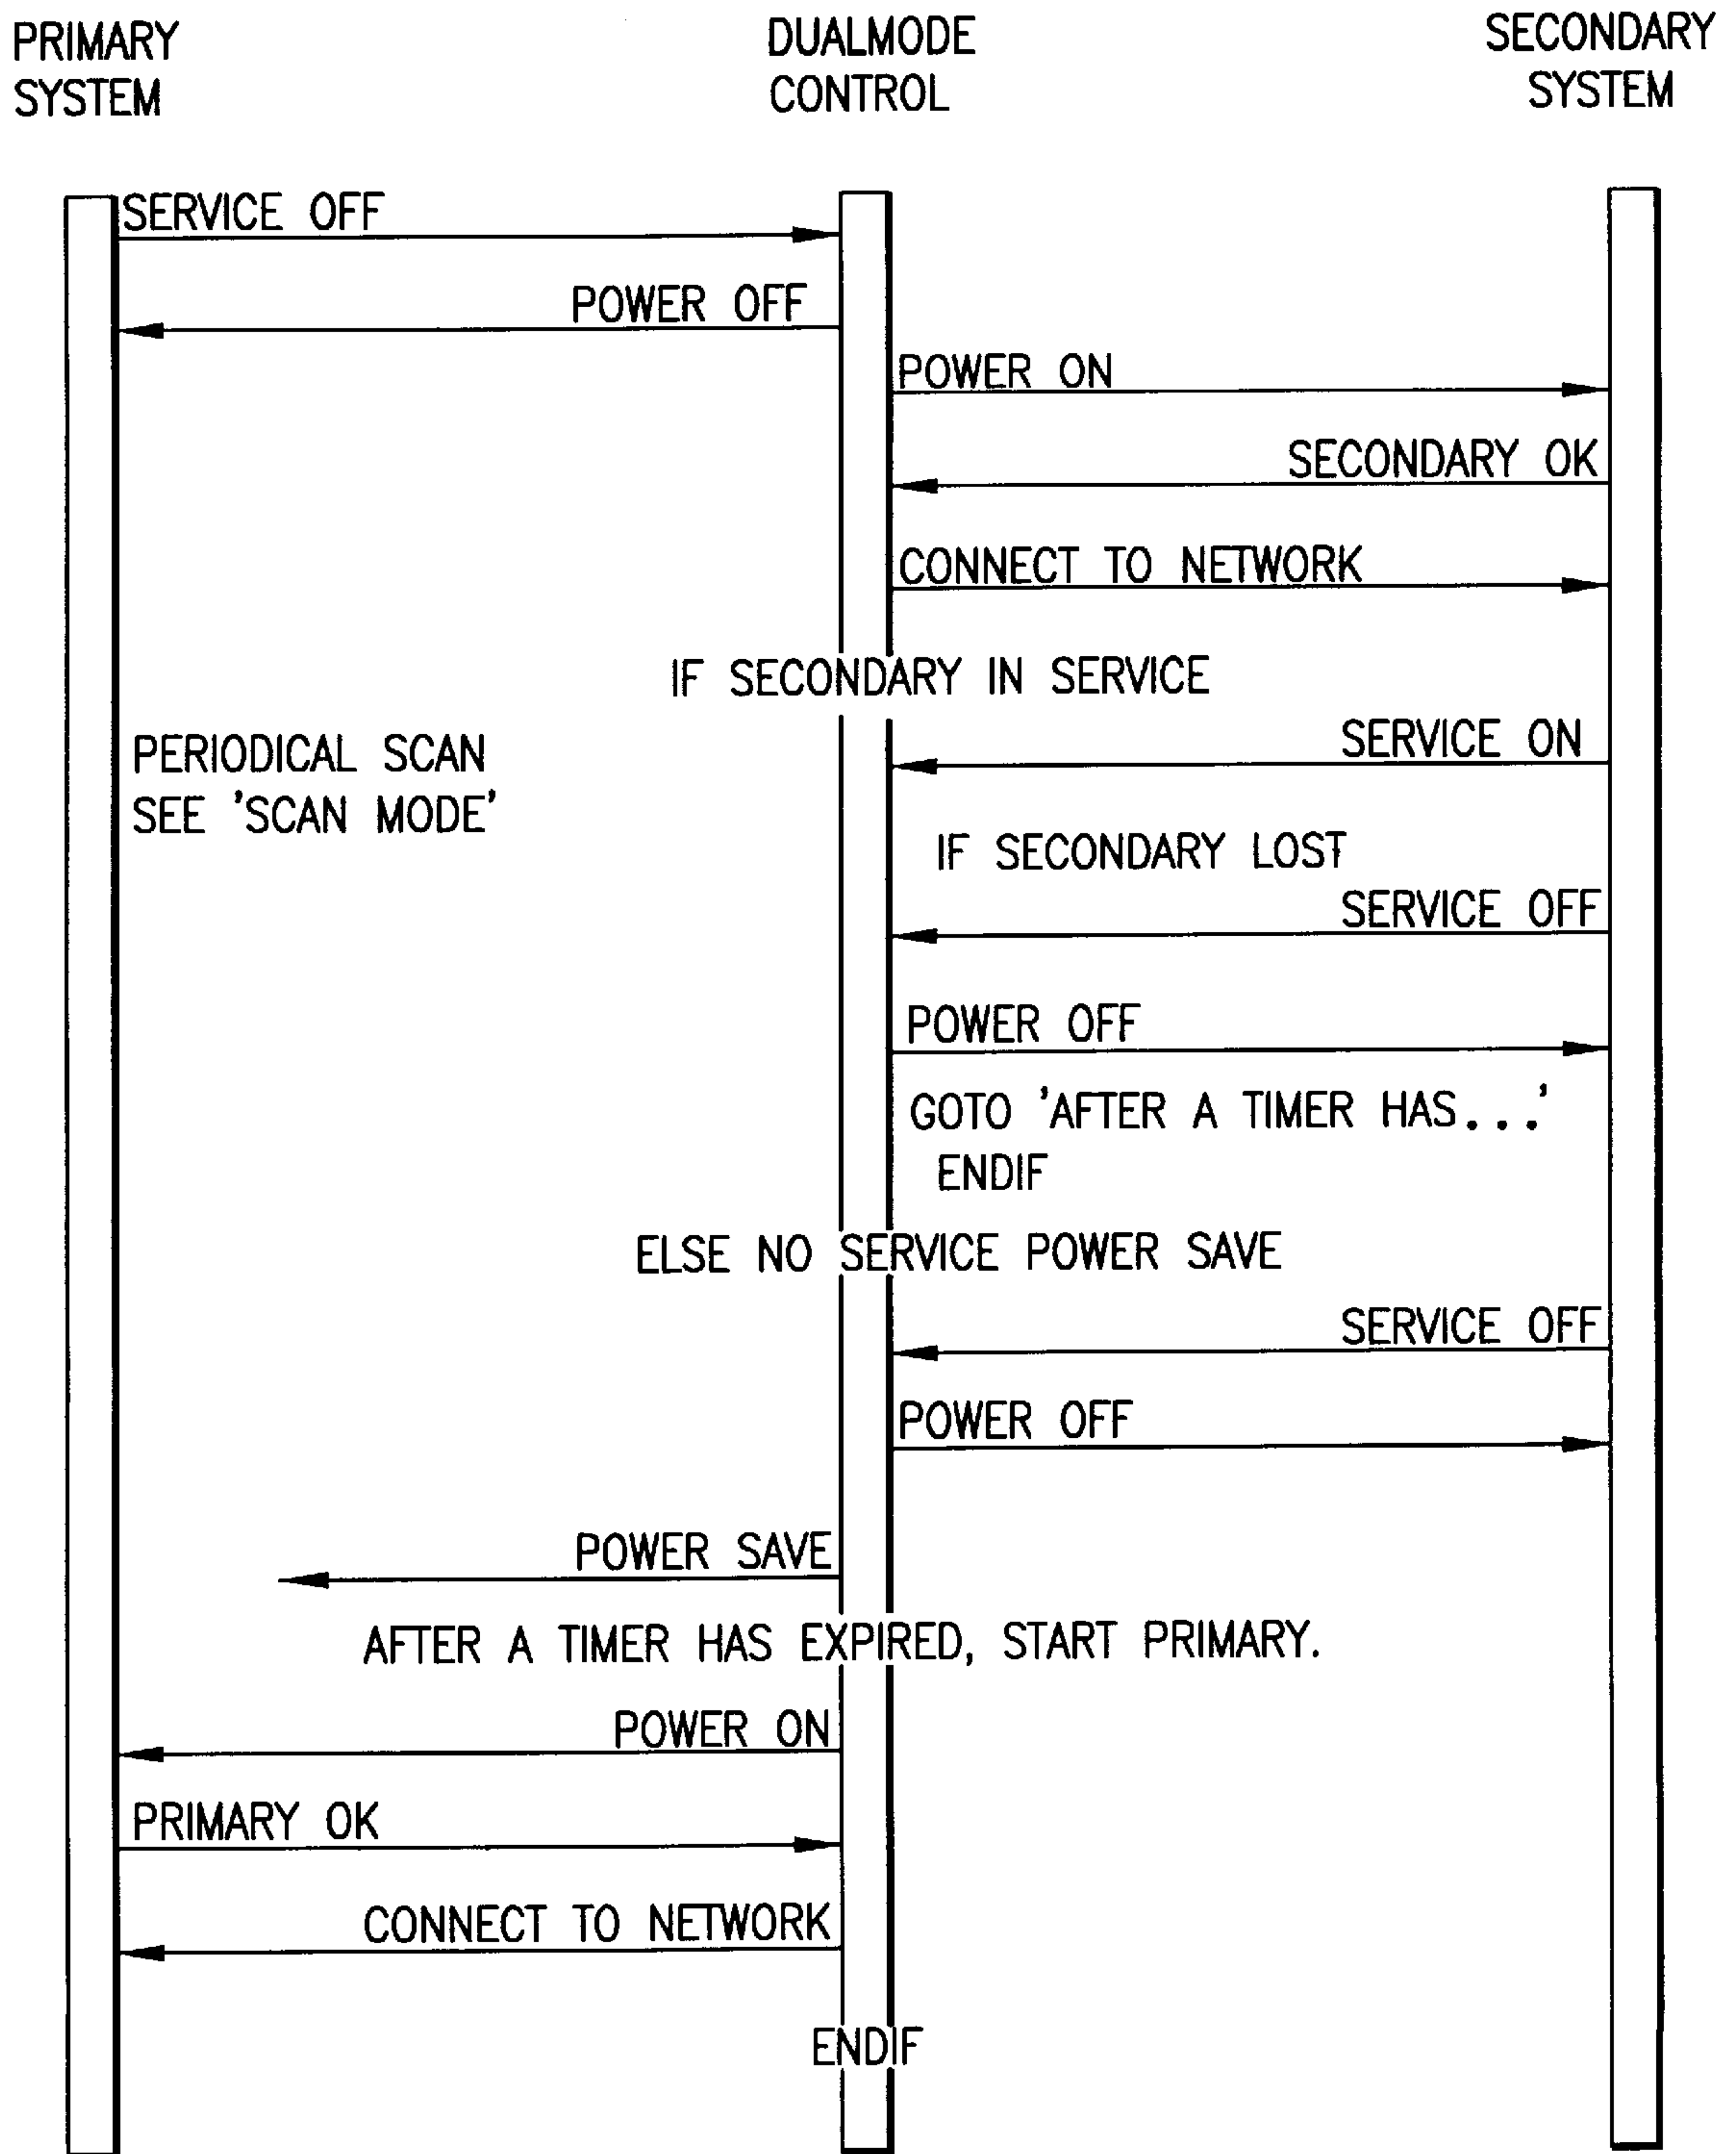 PRIMARY
SYSTEM
DUALMODE
CONTROL
SECONDARY
SYSTEM
SERVICE OFF
POWER OFF
POWER ON
SECONDARY OK
CONNECT TO NETWORK
IF SECONDARY IN SERVICE
SERVICE ON
PERIODICAL SCAN
SEE 'SCAN MODE'
IF SECONDARY LOST
SERVICE OFF
POWER OFF
GOTO 'AFTER A TIMER HAS...'
ENDIF
ELSE NO SERVICE POWER SAVE
SERVICE OFF
POWER OFF
POWER SAVE
AFTER A TIMER HAS EXPIRED, START PRIMARY.
POWER ON
PRIMARY OK
CONNECT TO NETWORK
ENDIF